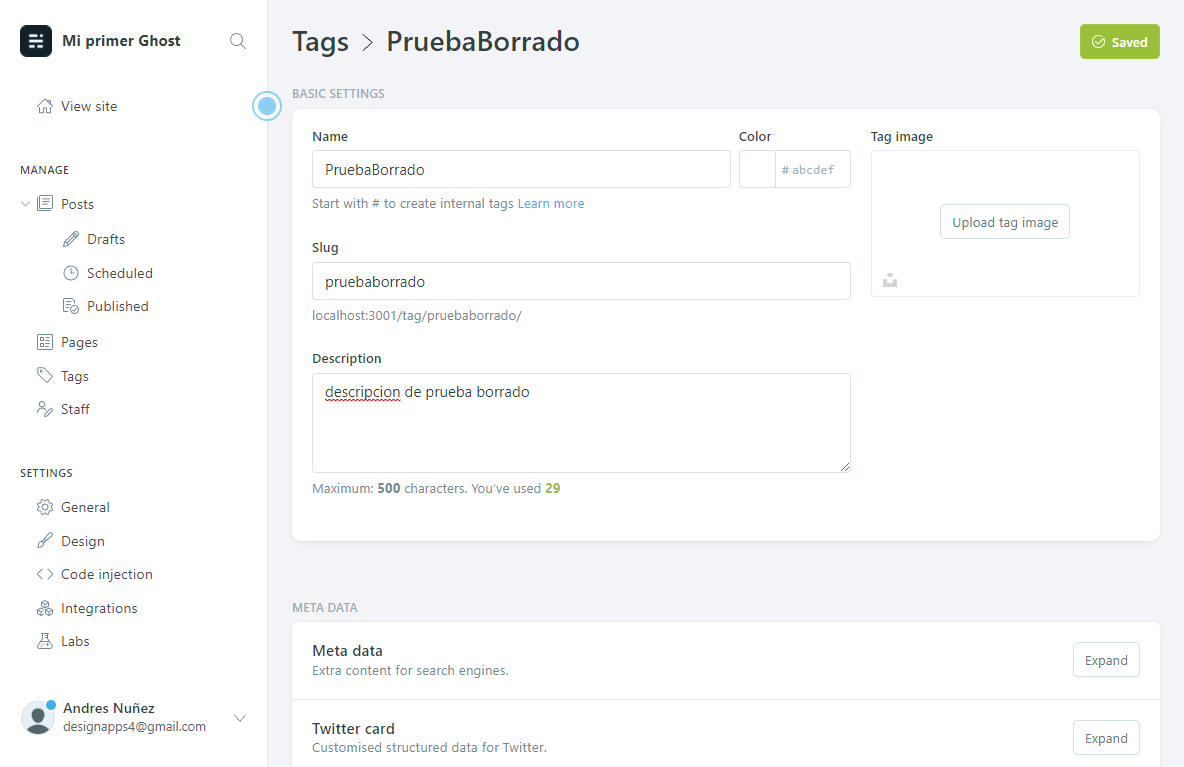 Mi primer Ghost
View site
MANAGE
Posts
Drafts
Scheduled
Published
Pages
Tags
Staff
SETTINGS
General
Design
Code injection
Integrations
Labs
Andres Nuñez
designapps4@gmail.com
Tags > PruebaBorrado
Saved
BASIC SETTINGS
Name
PruebaBorrado
Start with # to create internal tags Learn more
Color
# abcdef
Slug
pruebaborrado
localhost:3001/tag/pruebaborrado/
Description
descripcion de prueba borrado
Maximum: 500 characters. You've used 29
Tag image
Upload tag image
META DATA
Meta data
Extra content for search engines.
Expand
Twitter card
Customised structured data for Twitter.
Expand